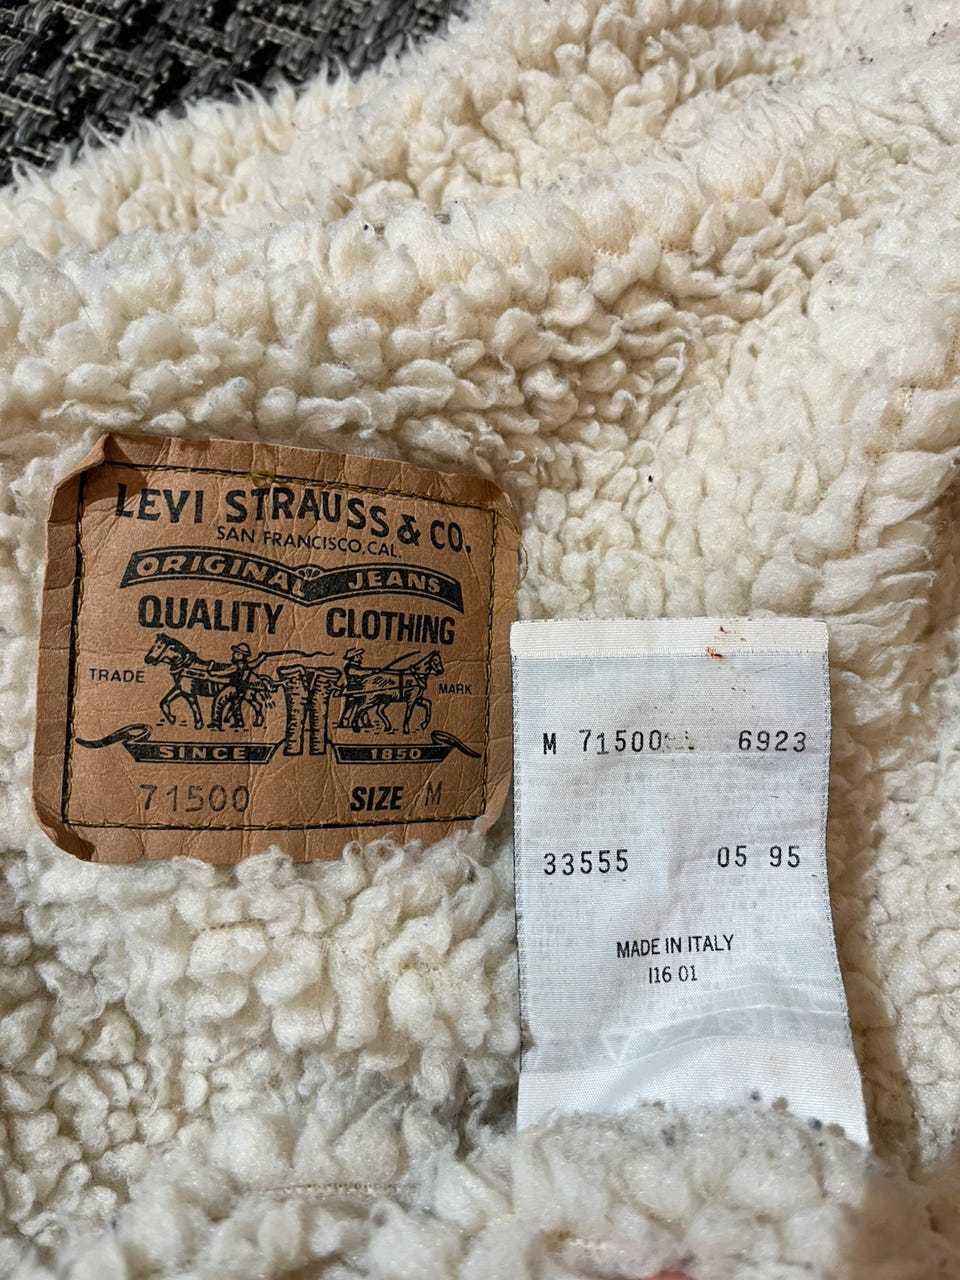 LEVI STRAUSS & CO.
SAN FRANCISCO, CAL.
ORIGINAL JEANS
QUALITY CLOTHING
TRADE MARK
SINCE 1850
71500 SIZE M
M 71500 6923
33555 05 95
MADE IN ITALY
I16 01